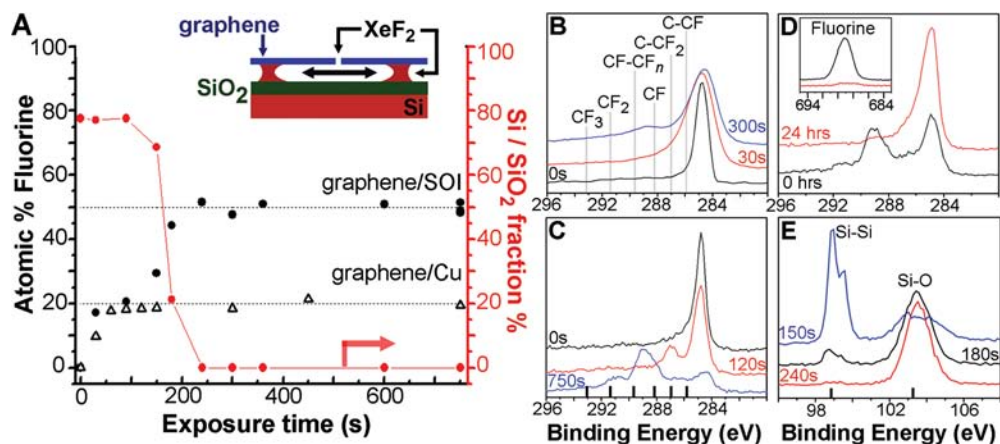 A
graphene
XeF2
SiO2
Si
Atomic % Fluorine
100
80
60
40
20
0
graphene/SOI
graphene/Cu
0
200
400
600
Exposure time (s)
100
80
60
40
20
0
Si / SiO2 fraction %
B
C-CF
C-CF2
CF-CFn
CF
CF2
CF3
300s
30s
0s
296
292
288
284
C
0s
120s
750s
296
292
288
284
Binding Energy (eV)
D
Fluorine
694
684
24 hrs
0 hrs
296
292
288
284
E
Si-Si
Si-O
150s
180s
240s
98
102
106
Binding Energy (eV)